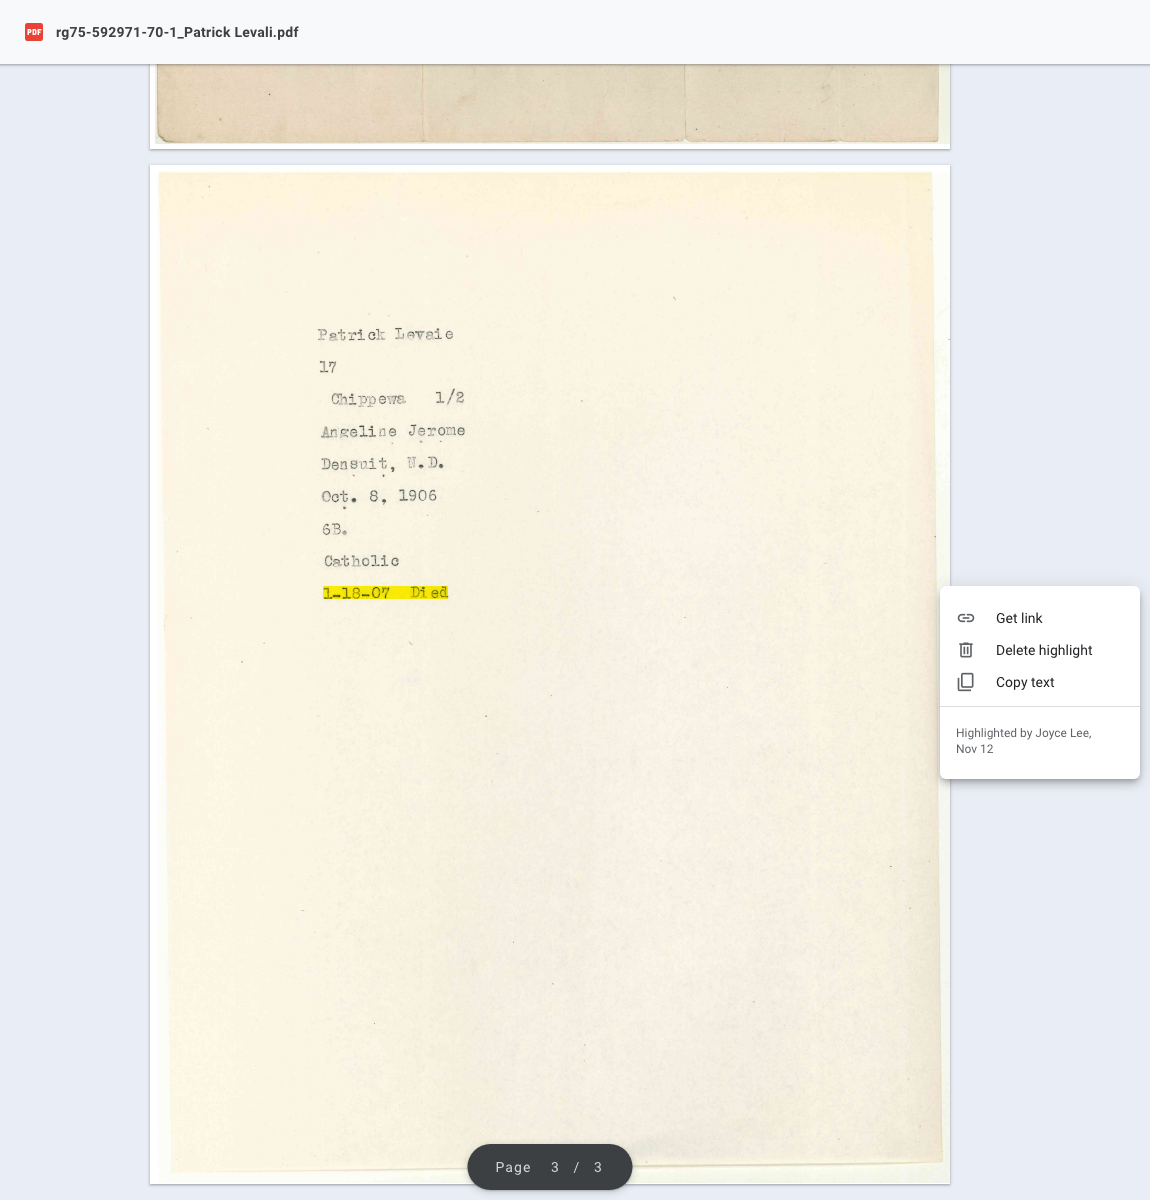 PDF rg75-592971-70-1_Patrick Levali.pdf
Patrick Levaie
17
Chippewa 1/2
Angeline Jerome
Densuit, N.D.
Oct. 8, 1906
6B.
Catholic
1-18-07 Died
Get link
Delete highlight
Copy text
Highlighted by Joyce Lee,
Nov 12
Page 3 / 3